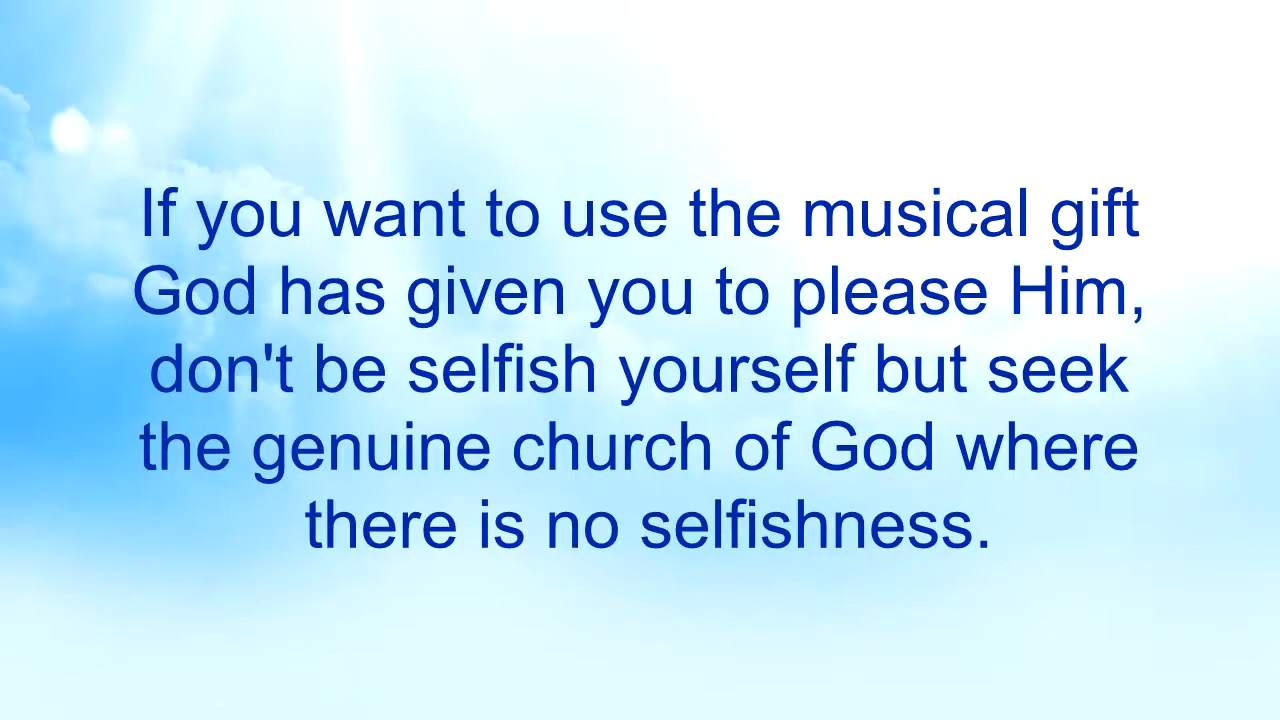 If you want to use the musical gift
God has given you to please Him,
don't be selfish yourself but seek
the genuine church of God where
there is no selfishness.